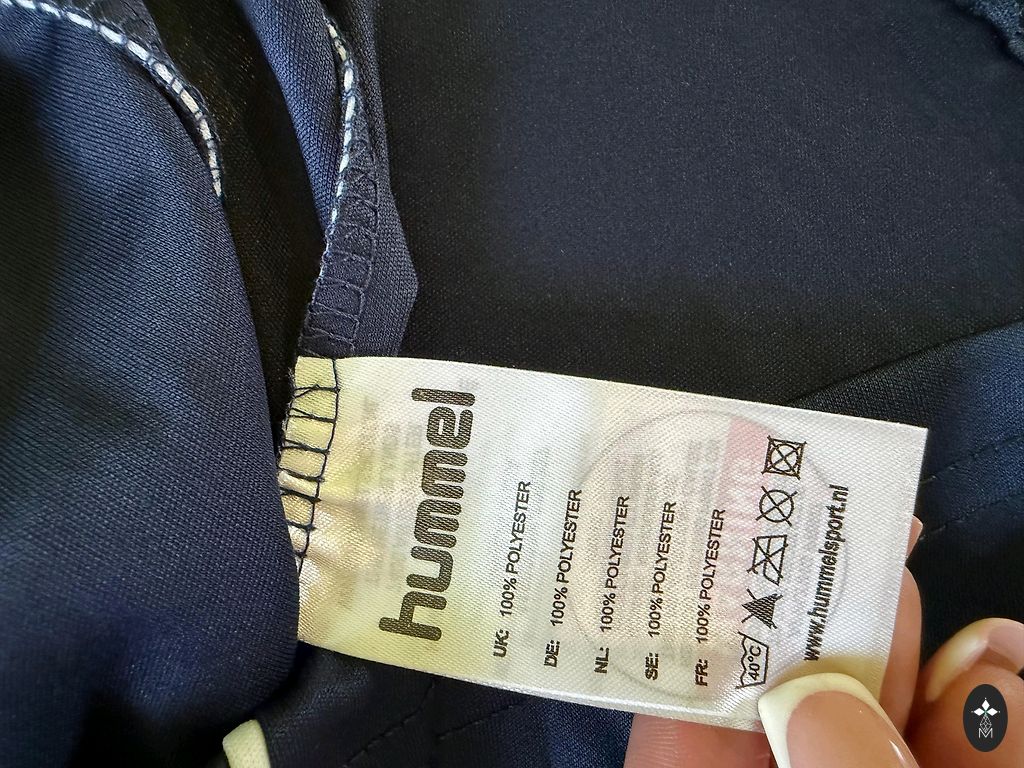 hummel
UK: 100% POLYESTER
DE: 100% POLYESTER
NL: 100% POLYESTER
SE: 100% POLYESTER
FR: 100% POLYESTER
40°C
www.hummelsport.nl
M